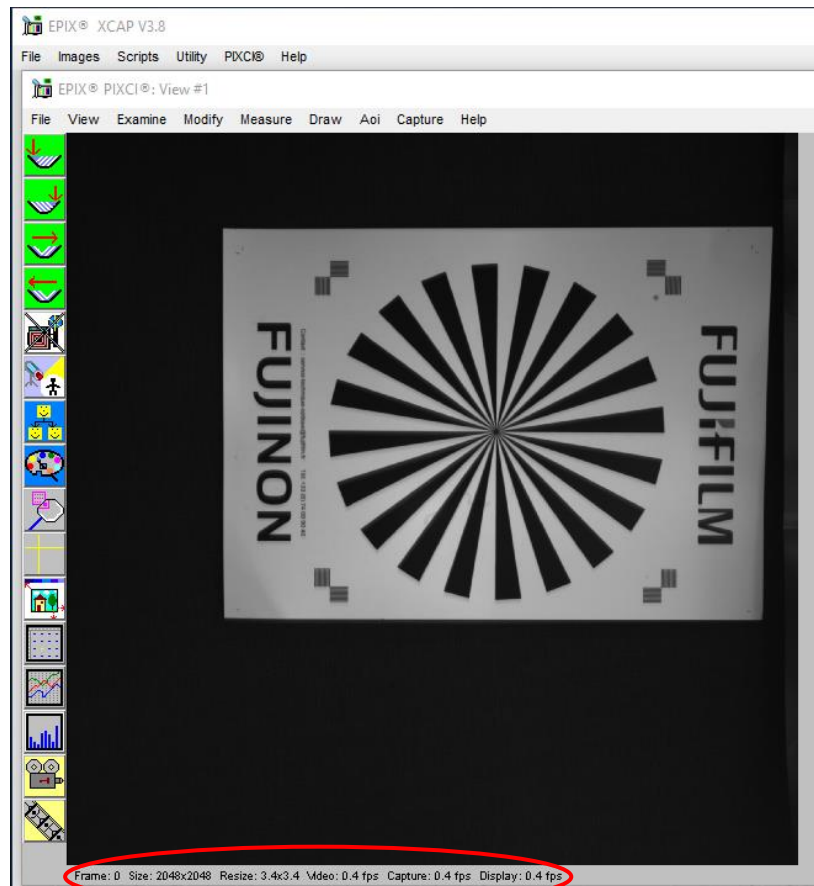 EPIX® XCAP V3.8
File Images Scripts Utility PIXCI® Help
EPIX® PIXCI®: View #1
File View Examine Modify Measure Draw Aoi Capture Help
FUJINON
FUJIFILM
Frame: 0 Size: 2048x2048 Resize: 3.4x3.4 Video: 0.4 fps Capture: 0.4 fps Display: 0.4 fps